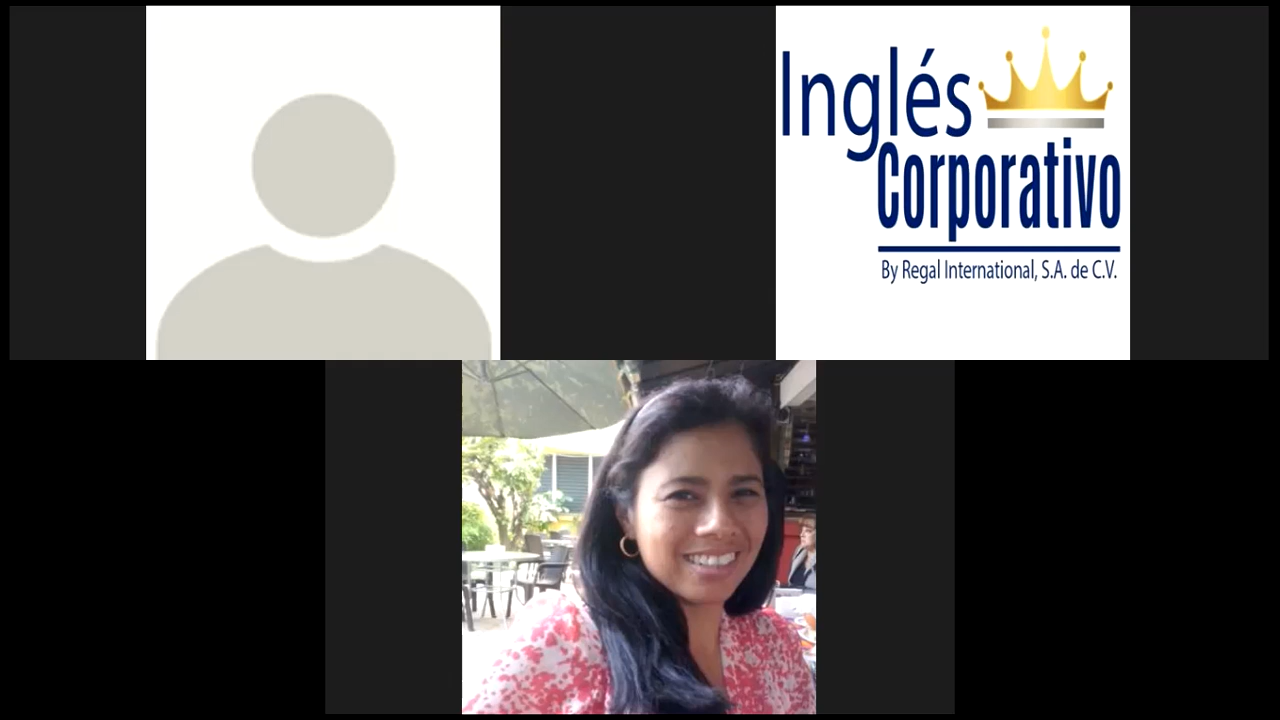 Inglés
Corporativo
By Regal International, S.A. de C.V.